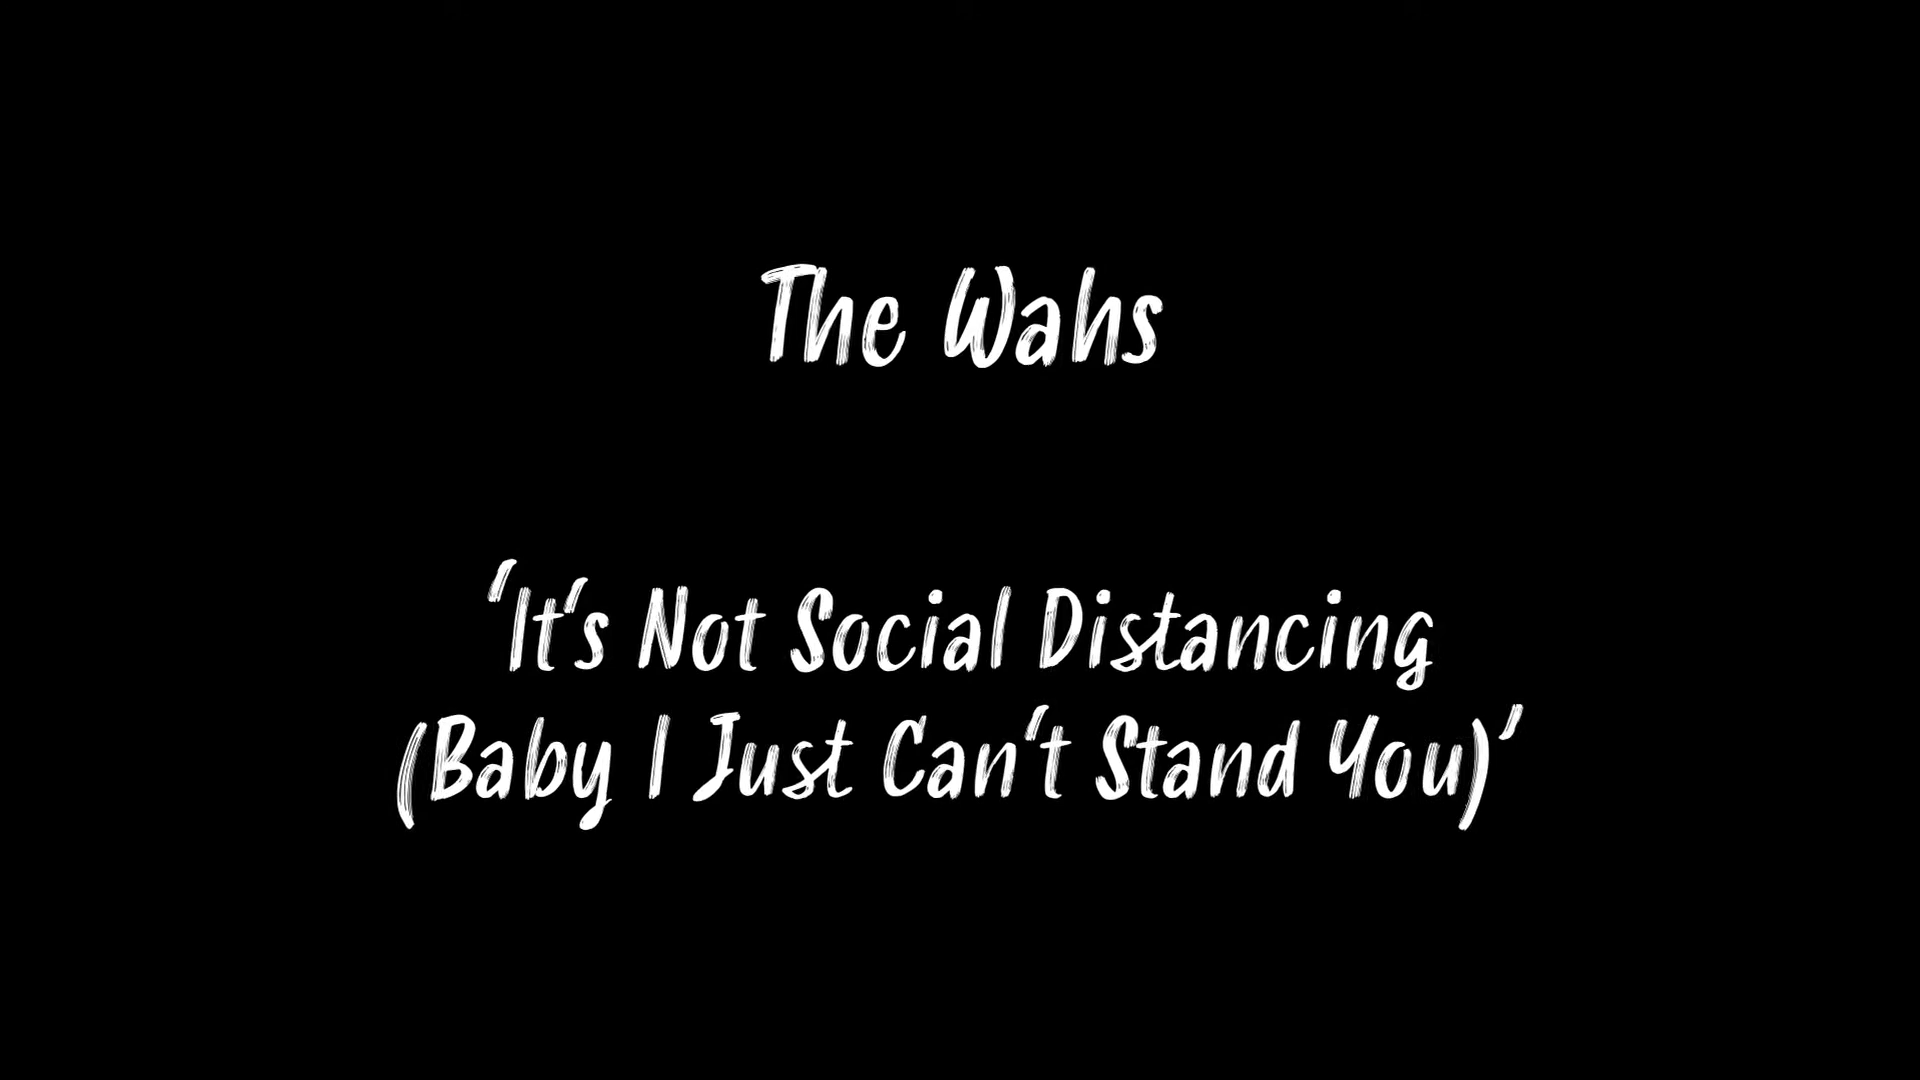 The Wahs
‘It‘s Not Social Distancing
(Baby I Just Can‘t Stand You)’